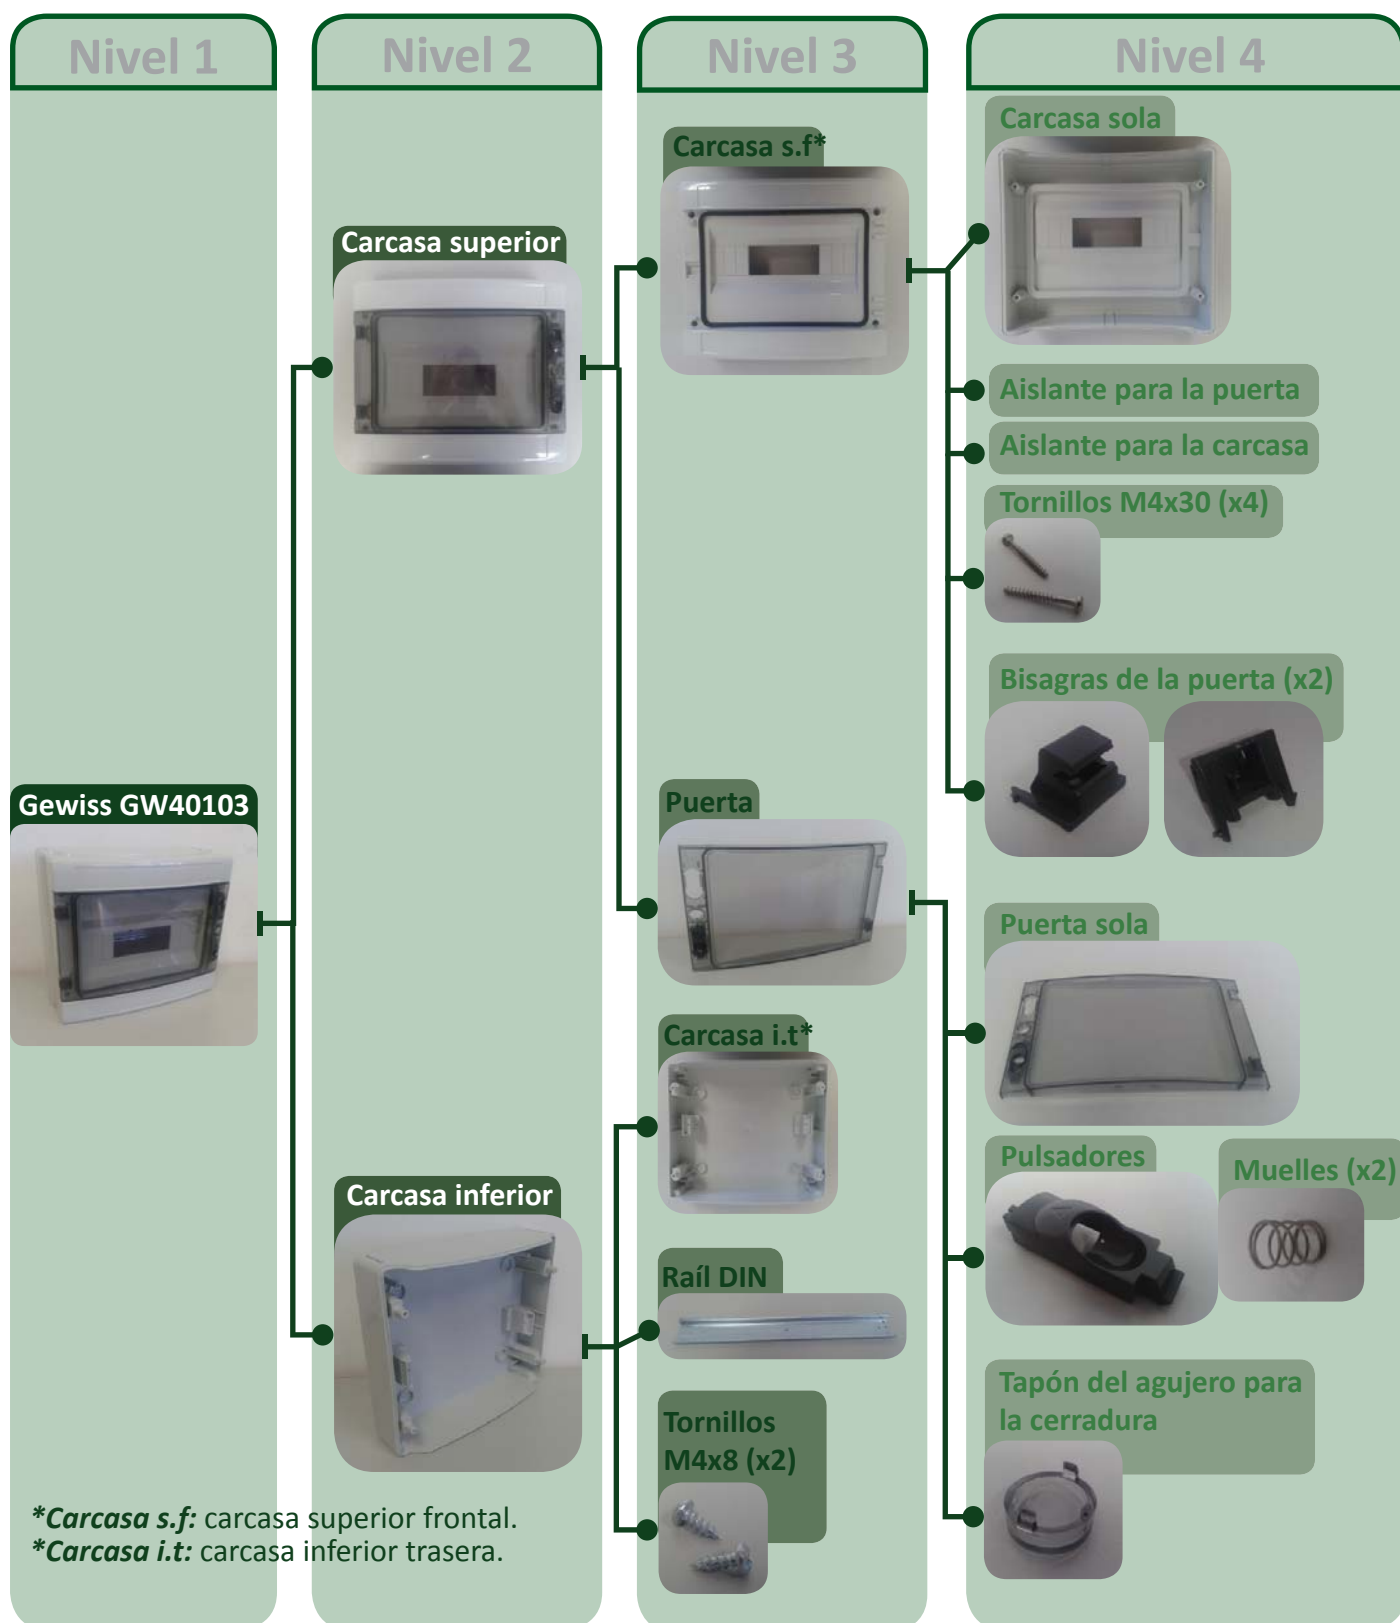 Nivel 1
Nivel 2
Nivel 3
Nivel 4
Gewiss GW40103
Carcasa superior
Carcasa inferior
Carcasa s.f*
Puerta
Carcasa i.t*
Raíl DIN
Tornillos
M4x8 (x2)
Carcasa sola
Aislante para la puerta
Aislante para la carcasa
Tornillos M4x30 (x4)
Bisagras de la puerta (x2)
Puerta sola
Pulsadores
Muelles (x2)
Tapón del agujero para
la cerradura
*Carcasa s.f: carcasa superior frontal.
*Carcasa i.t: carcasa inferior trasera.